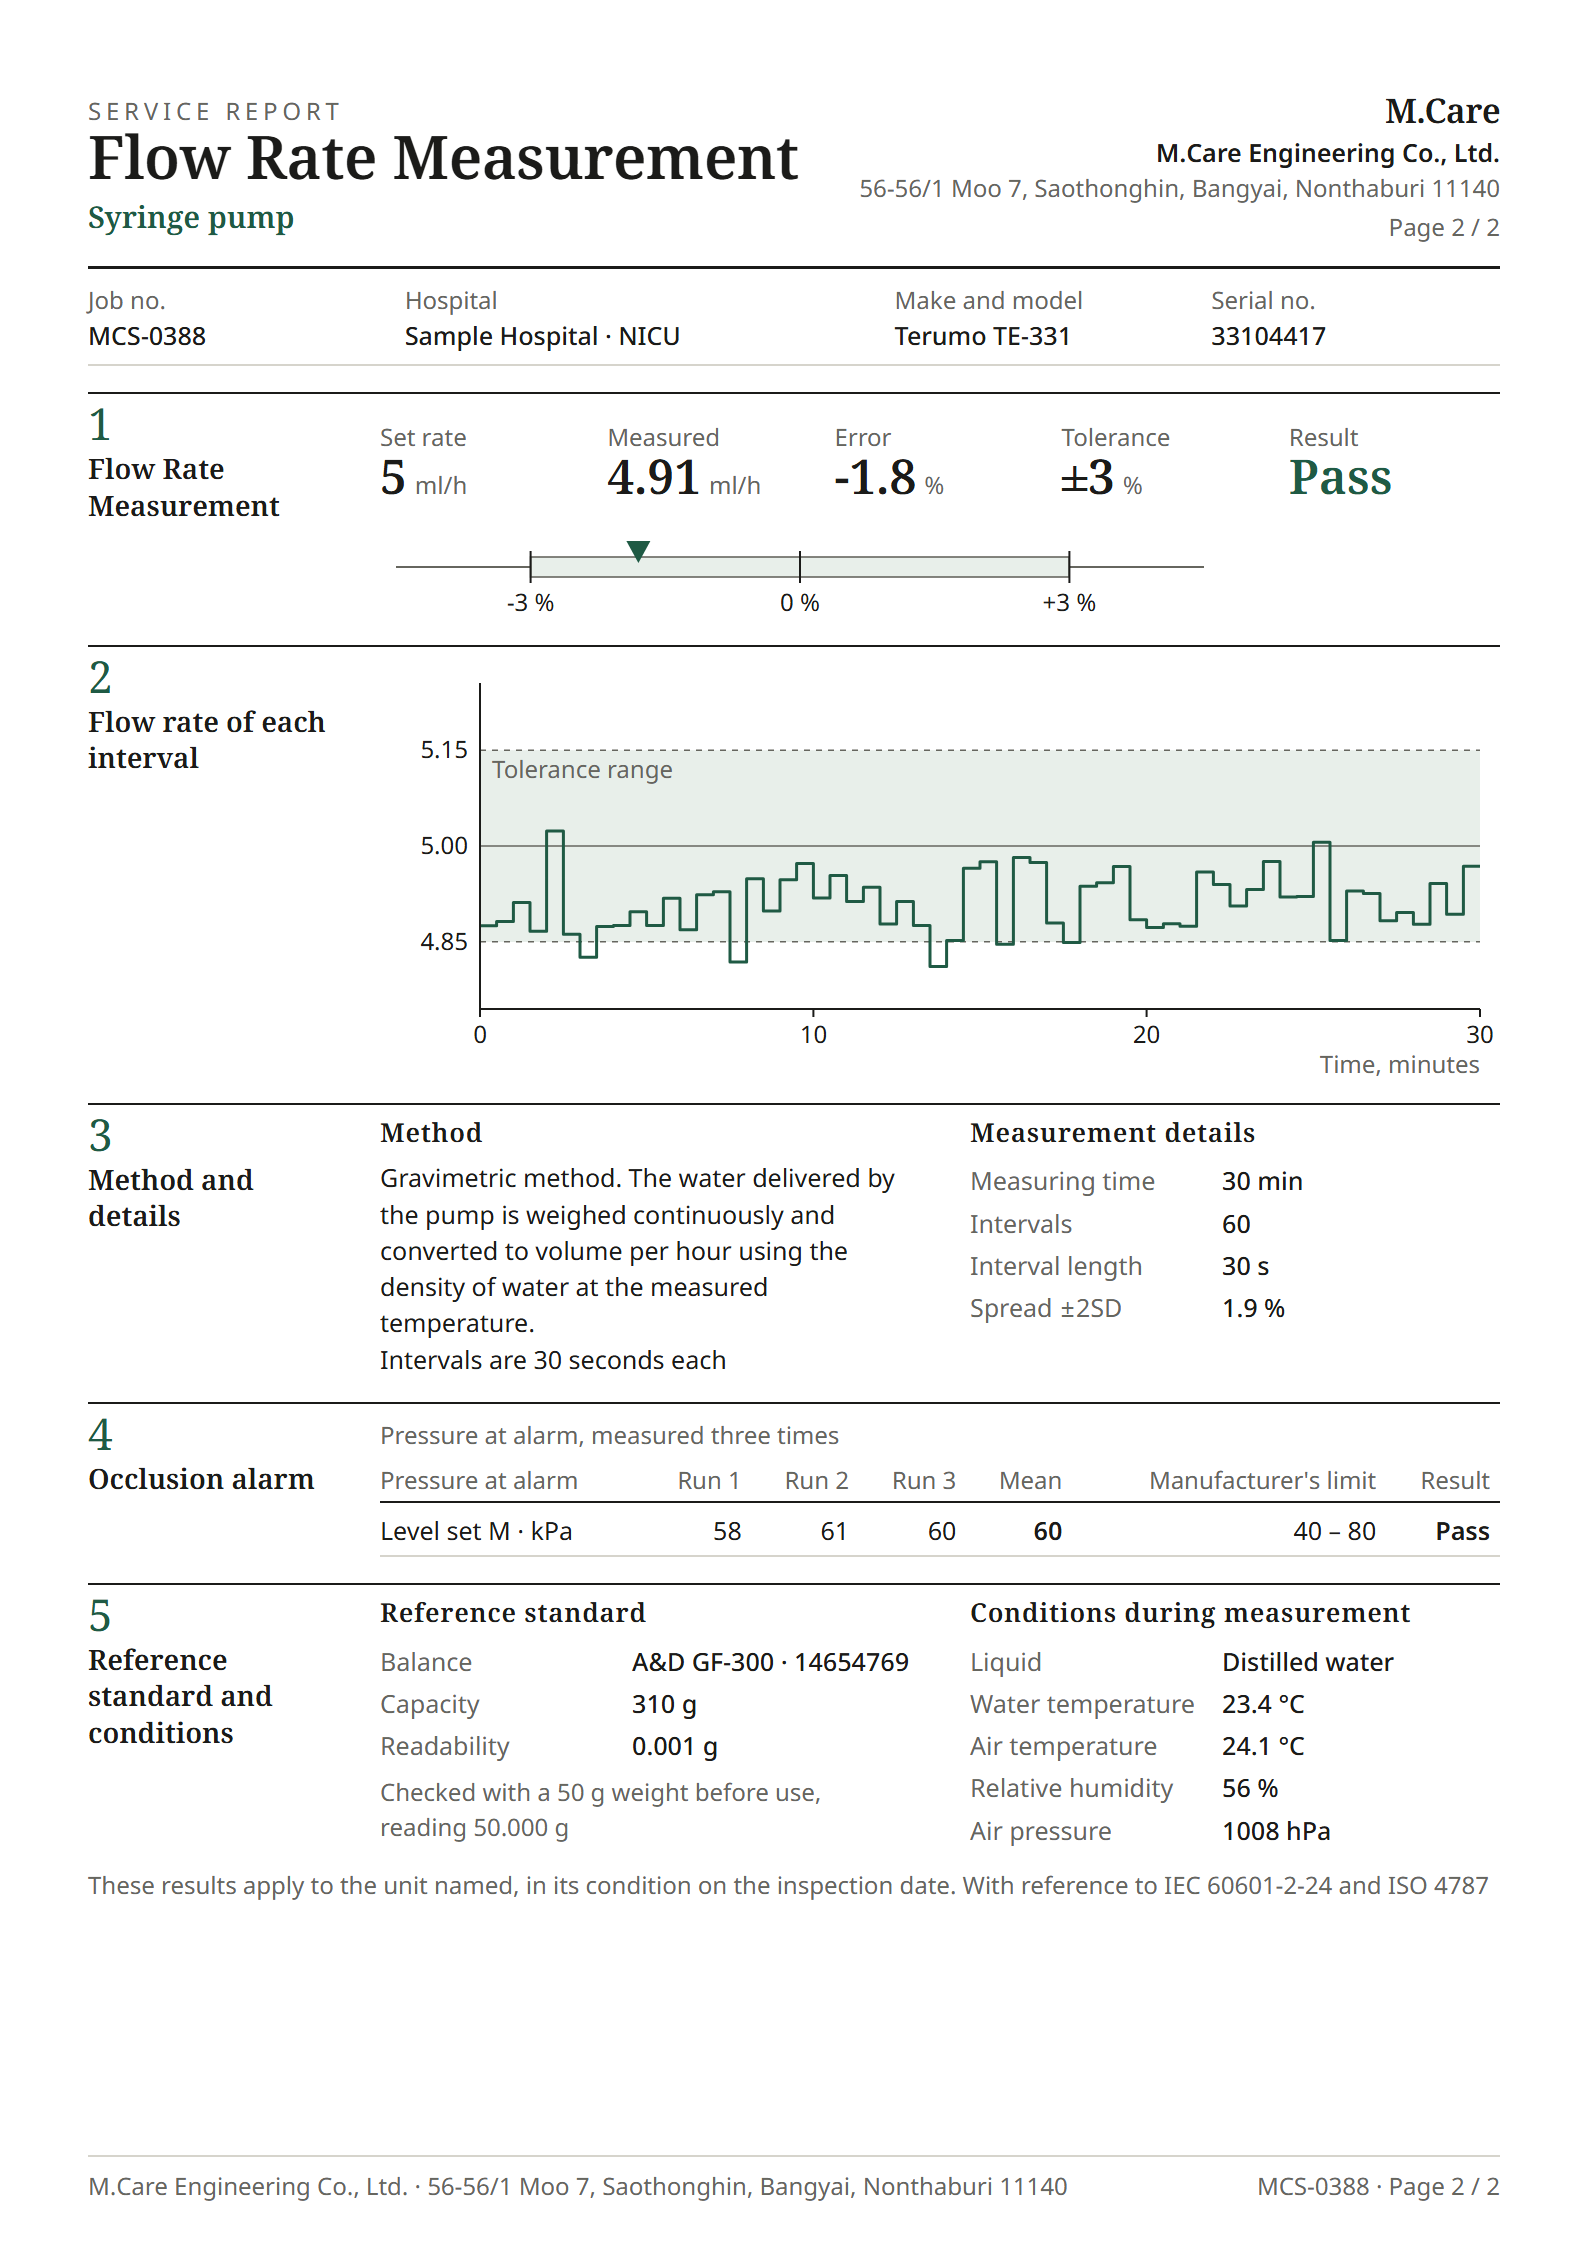 SERVICE REPORT
Flow Rate Measurement
Syringe pump
M.Care
M.Care Engineering Co., Ltd.
56-56/1 Moo 7, Saothonghin, Bangyai, Nonthaburi 11140
Page 2 / 2
Job no. Hospital Make and model Serial no.
MCS-0388 Sample Hospital · NICU Terumo TE-331 33104417
1
Flow Rate
Measurement
Set rate Measured Error Tolerance Result
5 ml/h 4.91 ml/h -1.8 % ±3 % Pass
-3 % 0 % +3 %
2
Flow rate of each
interval
5.15
Tolerance range
5.00
4.85
0 10 20 30
Time, minutes
3
Method and
details
Method
Gravimetric method. The water delivered by
the pump is weighed continuously and
converted to volume per hour using the
density of water at the measured
temperature.
Intervals are 30 seconds each
Measurement details
Measuring time 30 min
Intervals 60
Interval length 30 s
Spread ±2SD 1.9 %
4
Occlusion alarm
Pressure at alarm, measured three times
Pressure at alarm Run 1 Run 2 Run 3 Mean Manufacturer's limit Result
Level set M · kPa 58 61 60 60 40 – 80 Pass
5
Reference
standard and
conditions
Reference standard
Balance A&D GF-300 · 14654769
Capacity 310 g
Readability 0.001 g
Checked with a 50 g weight before use,
reading 50.000 g
Conditions during measurement
Liquid Distilled water
Water temperature 23.4 °C
Air temperature 24.1 °C
Relative humidity 56 %
Air pressure 1008 hPa
These results apply to the unit named, in its condition on the inspection date. With reference to IEC 60601-2-24 and ISO 4787
M.Care Engineering Co., Ltd. · 56-56/1 Moo 7, Saothonghin, Bangyai, Nonthaburi 11140 MCS-0388 · Page 2 / 2